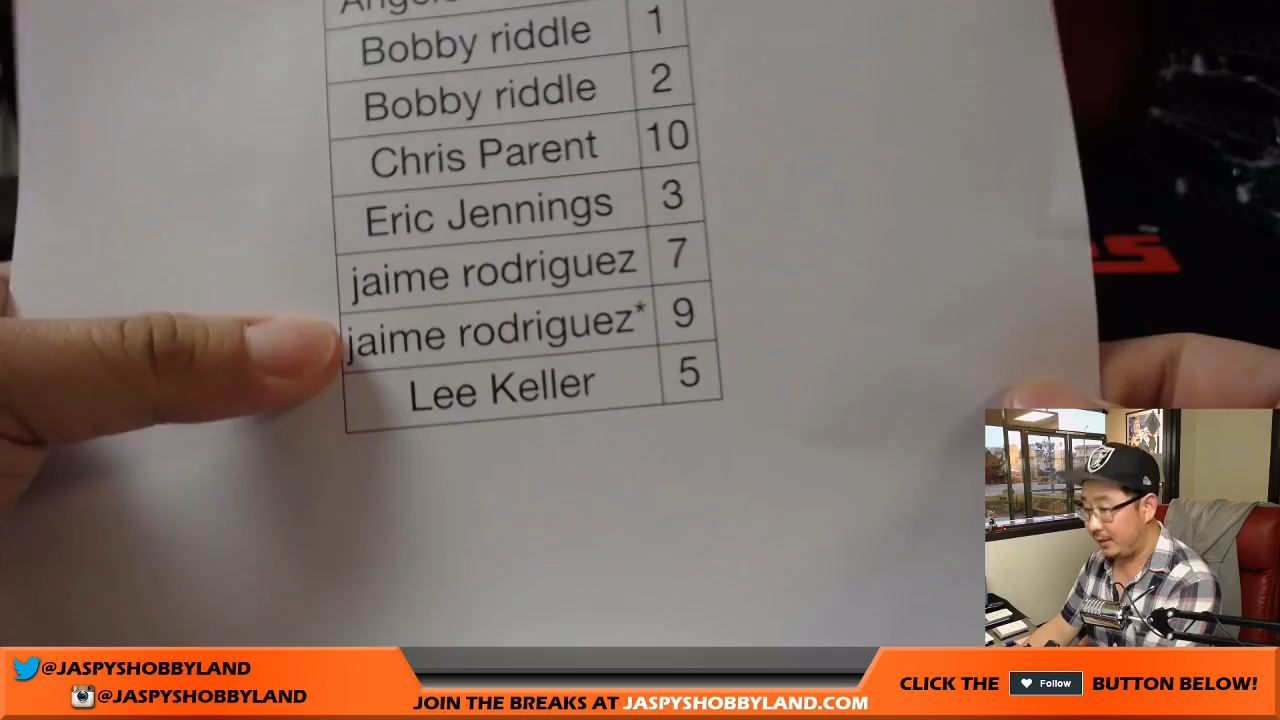 Bobby riddle 1
Bobby riddle 2
Chris Parent 10
Eric Jennings 3
jaime rodriguez 7
jaime rodriguez* 9
Lee Keller 5
@JASPYSHOBBYLAND
@JASPYSHOBBYLAND
JOIN THE BREAKS AT JASPYSHOBBYLAND.COM
CLICK THE Follow BUTTON BELOW!